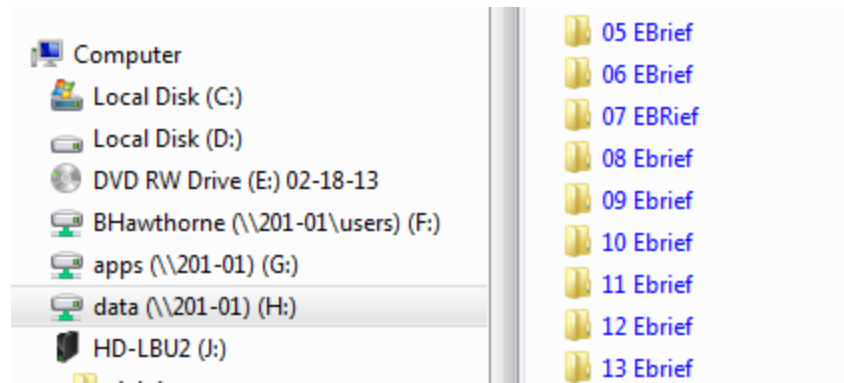 Computer
Local Disk (C:)
Local Disk (D:)
DVD RW Drive (E:) 02-18-13
BHawthorne (\\201-01\users) (F:)
apps (\\201-01) (G:)
data (\\201-01) (H:)
HD-LBU2 (J:)
05 EBrief
06 EBrief
07 EBRief
08 Ebrief
09 Ebrief
10 Ebrief
11 Ebrief
12 Ebrief
13 Ebrief